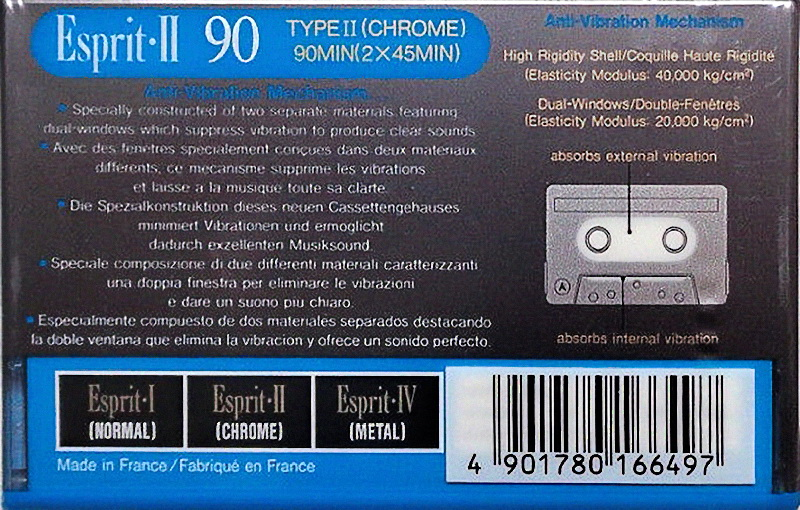 Esprit·II 90
TYPE II (CHROME)
90MIN(2×45MIN)
Anti-Vibration Mechanism...
• Specially constructed of two separate materials featuring
dual-windows which suppress vibration to produce clear sounds
• Avec des fenêtres specialement conçues dans deux materiaux
différents, ce mecanisme supprime les vibrations
et laisse a la musique toute sa clarte.
• Die Spezialkonstruktion dieses neuen Cassettengehauses
minimiert Vibrationen und ermoglicht
dadurch exzellenten Musiksound.
• Speciale composizione di due differenti materiali caratterizzanti
una doppia finestra per eliminare le vibrazioni
e dare un suono piu chiaro.
• Especialmente compuesto de dos materiales separados destacando
la doble ventana que elimina la vibracion y ofrece un sonido perfecto.
Anti-Vibration Mechanism
High Rigidity Shell/Coquille Haute Rigidité
(Elasticity Modulus: 40,000 kg/cm²)
Dual-Windows/Double-Fenêtres
(Elasticity Modulus: 20,000 kg/cm²)
absorbs external vibration
A
absorbs internal vibration
Esprit·I
(NORMAL)
Esprit·II
(CHROME)
Esprit·IV
(METAL)
Made in France/Fabriqué en France
4 901780 166497